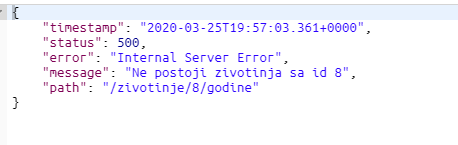 {
"timestamp": "2020-03-25T19:57:03.361+0000",
"status": 500,
"error": "Internal Server Error",
"message": "Ne postoji zivotinja sa id 8",
"path": "/zivotinje/8/godine"
}